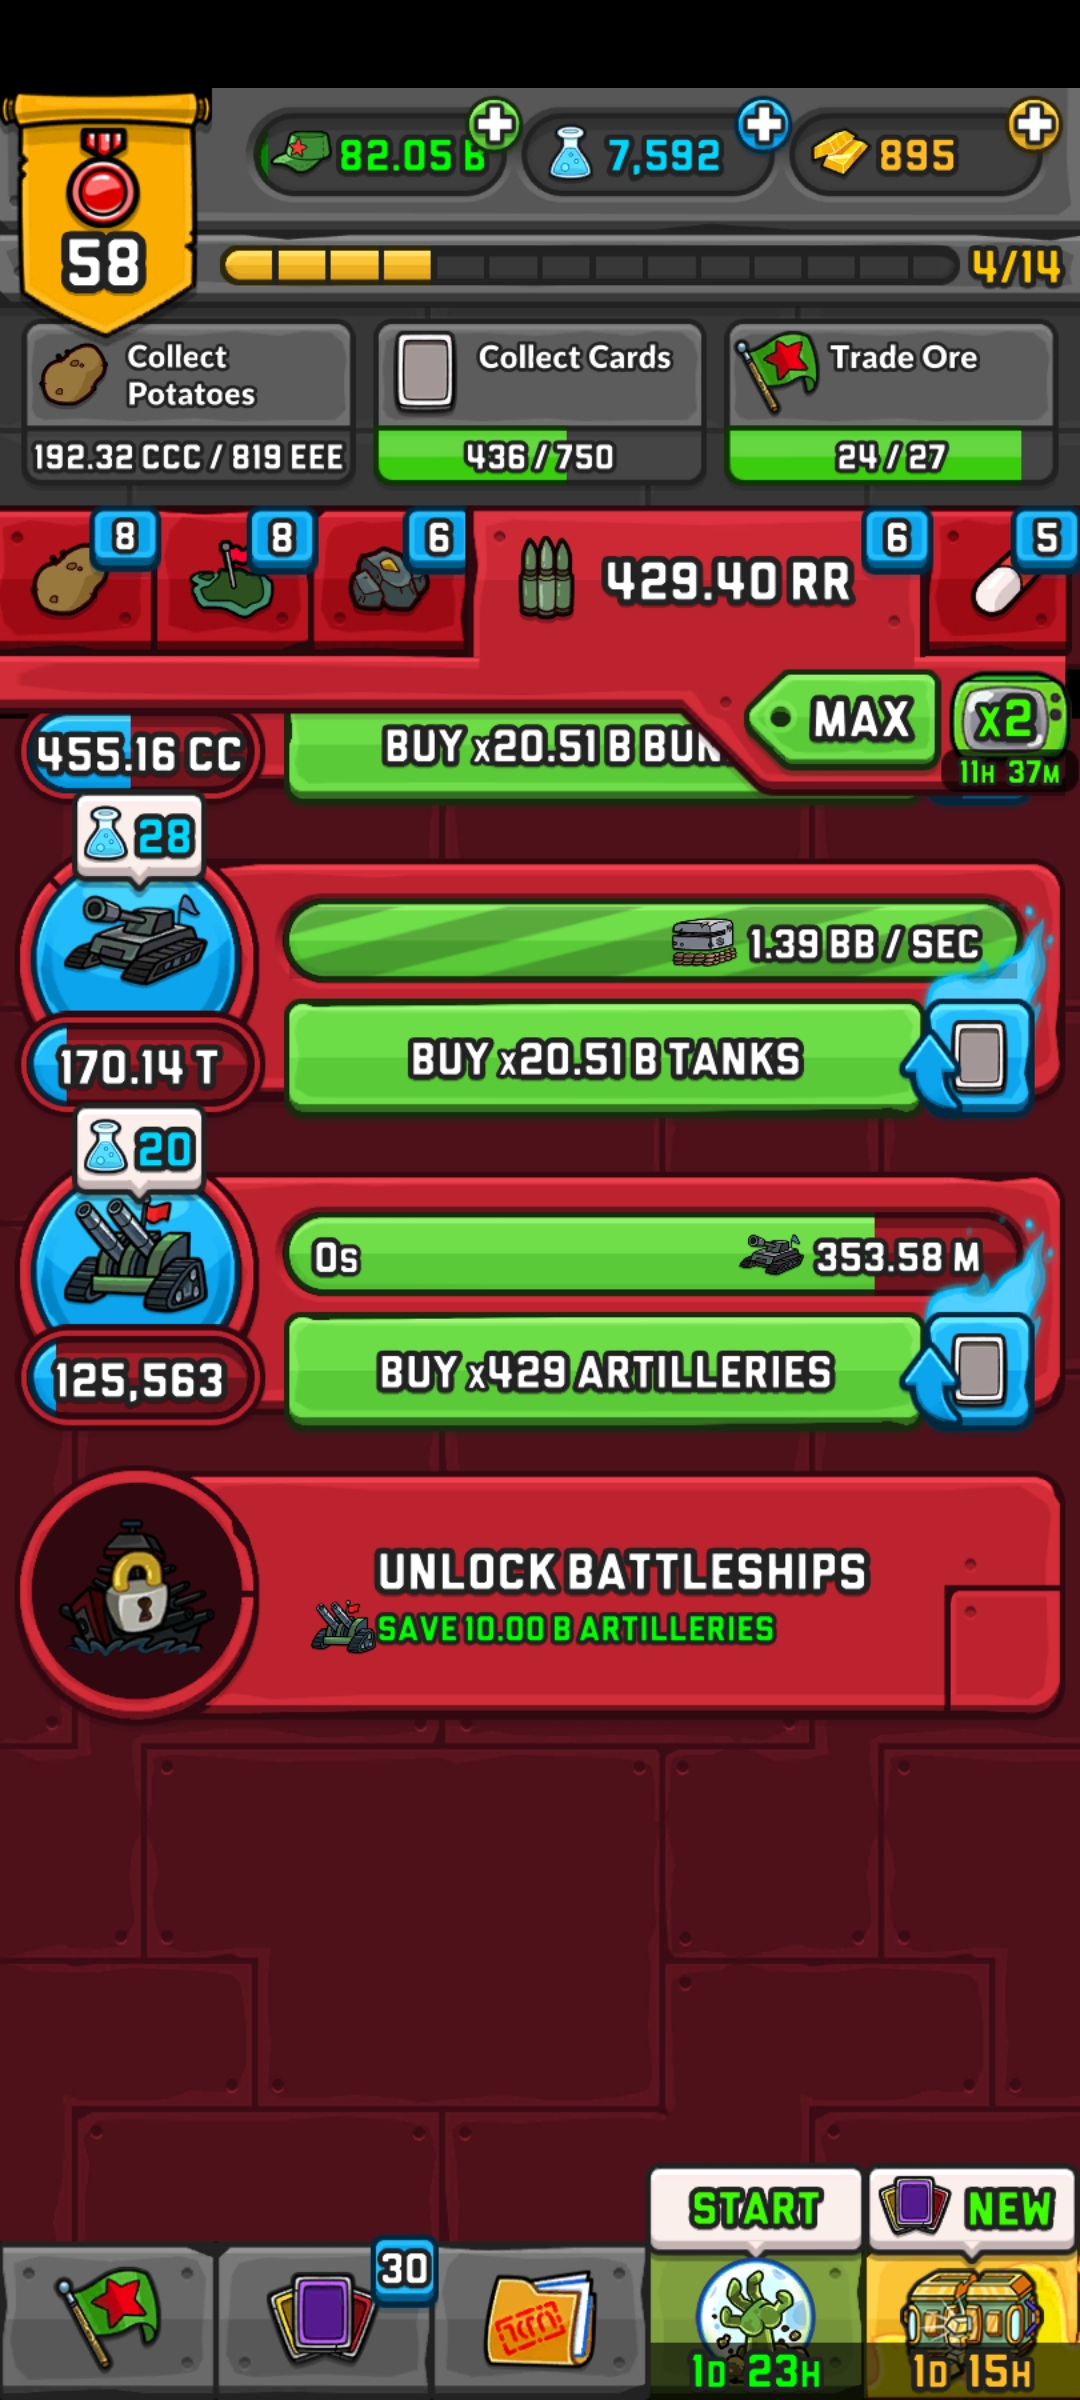 58
82.05 B
7,592
895
4/14
Collect
Potatoes
192.32 CCC / 819 EEE
Collect Cards
436 / 750
Trade Ore
24 / 27
8
8
6
429.40 RR
6
5
MAX
x2
11H 37M
455.16 CC
BUY x20.51 B BUN
28
1.39 BB / SEC
170.14 T
BUY x20.51 B TANKS
20
0s
353.58 M
125,563
BUY x429 ARTILLERIES
UNLOCK BATTLESHIPS
SAVE 10.00 B ARTILLERIES
START
NEW
30
1D 23H
1D 15H